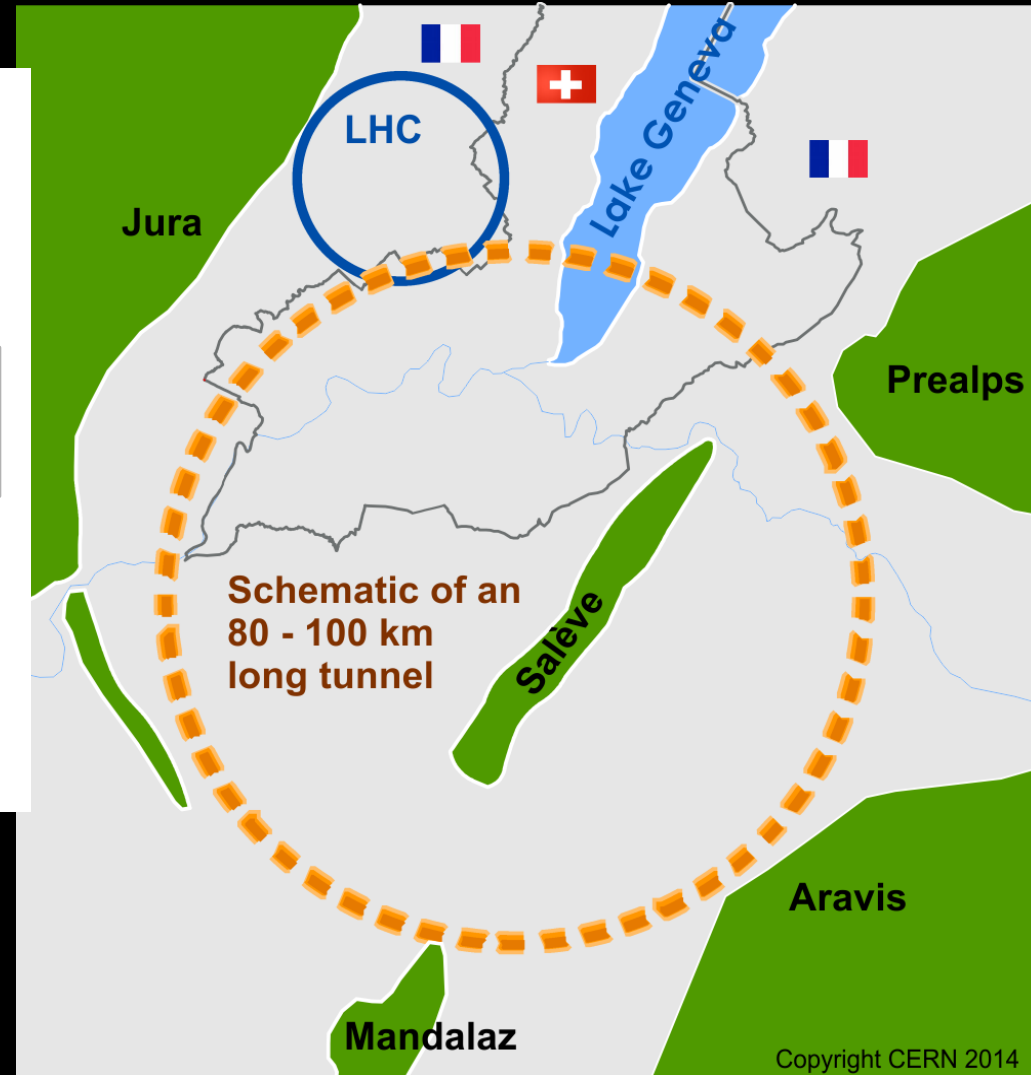 LHC
Lake Geneva
Jura
Prealps
Schematic of an
80 - 100 km
long tunnel
Salève
Aravis
Mandalaz
Copyright CERN 2014